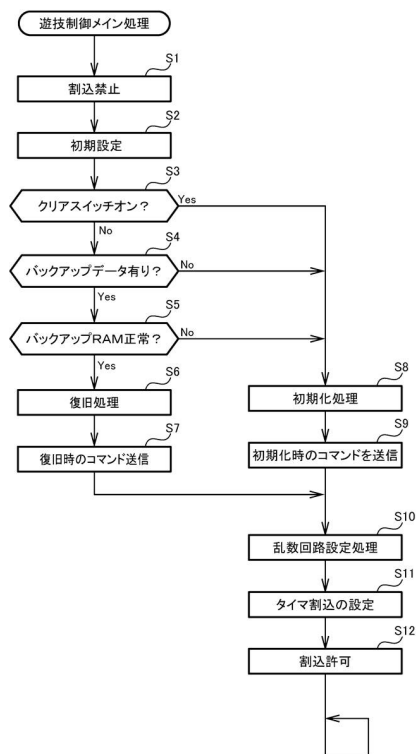 遊技制御メイン処理
S1
割込禁止
S2
初期設定
S3
クリアスイッチオン？
Yes
No
S4
バックアップデータ有り？
No
Yes
S5
バックアップRAM正常？
No
Yes
S6
復旧処理
S7
復旧時のコマンド送信
S8
初期化処理
S9
初期化時のコマンドを送信
S10
乱数回路設定処理
S11
タイマ割込の設定
S12
割込許可